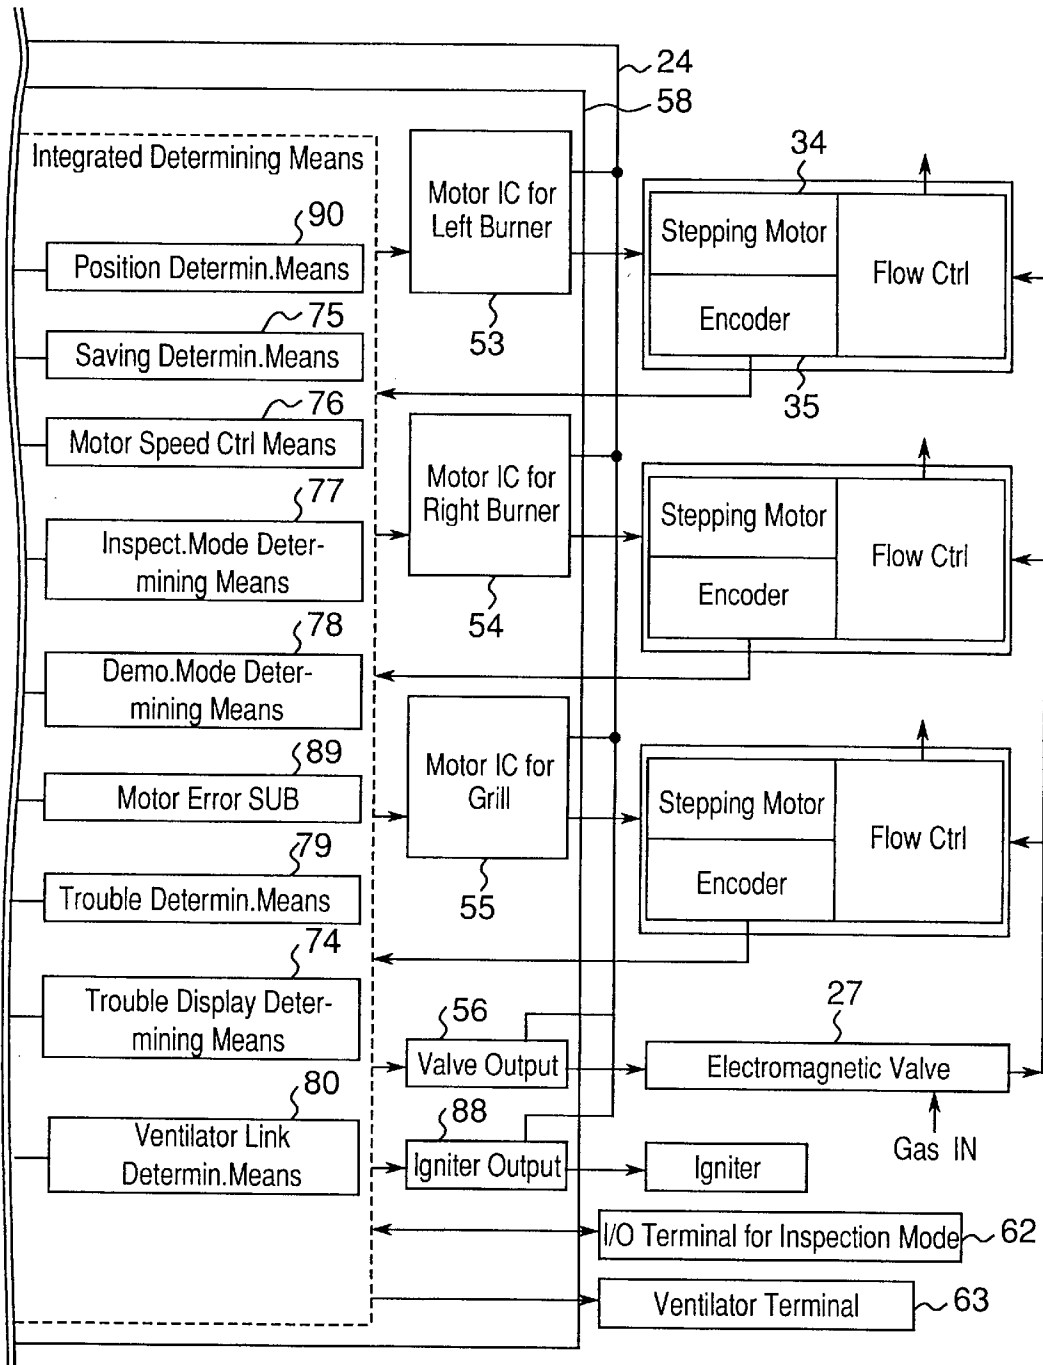 24
58
Integrated Determining Means
90
Position Determin.Means
75
Saving Determin.Means
76
Motor Speed Ctrl Means
77
Inspect.Mode Deter-
mining Means
78
Demo.Mode Deter-
mining Means
89
Motor Error SUB
79
Trouble Determin.Means
74
Trouble Display Deter-
mining Means
80
Ventilator Link
Determin.Means
Motor IC for
Left Burner
53
Motor IC for
Right Burner
54
Motor IC for
Grill
55
56
Valve Output
88
Igniter Output
34
Stepping Motor
Encoder
Flow Ctrl
35
Stepping Motor
Encoder
Flow Ctrl
Stepping Motor
Encoder
Flow Ctrl
27
Electromagnetic Valve
Gas IN
Igniter
I/O Terminal for Inspection Mode
62
Ventilator Terminal
63